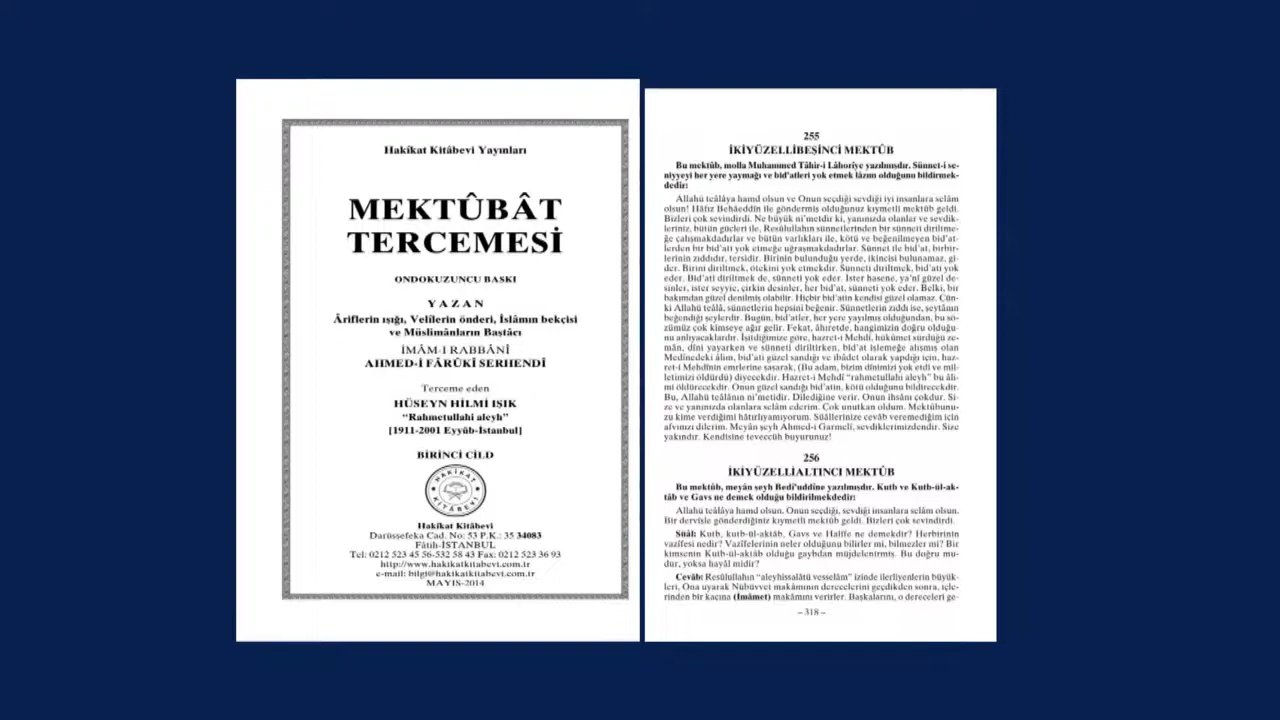 Hakîkat Kitâbevi Yayınları
MEKTÛBÂT
TERCEMESİ
ONDOKUZUNCU BASKI
Y A Z A N
Âriflerin ışığı, Velîlerin önderi, İslâmın bekçisi
ve Müslimânların Baştâcı
İMÂM-I RABBÂNÎ
AHMED-İ FÂRÛKÎ SERHENDÎ
Terceme eden
HÜSEYN HİLMİ IŞIK
“Rahmetullahi aleyh”
[1911-2001 Eyyûb-İstanbul]
BİRİNCİ CİLD
HAKÎKAT KİTÂBEVİ
Hakîkat Kitâbevi
Darüssefeka Cad. No: 53 P.K.: 35 34083
Fâtih-İSTANBUL
Tel: 0212 523 45 56-532 58 43 Fax: 0212 523 36 93
http://www.hakikatkitabevi.com.tr
e-mail: bilgi@hakikatkitabevi.com.tr
MAYIS-2014
255
İKİYÜZELLİBEŞİNCİ MEKTÛB
Bu mektûb, molla Muhammed Tâhir-i Lâhorîye yazılmışdır. Sünnet-i se-
niyyeyi her yere yaymağı ve bid’atleri yok etmek lâzım olduğunu bildirmek-
dedir:
Allahü teâlâya hamd olsun ve Onun seçdiği sevdiği iyi insanlara selâm
olsun! Hâfız Behâeddîn ile göndermiş olduğunuz kıymetli mektûb geldi.
Bizleri çok sevindirdi. Ne büyük ni’metdir ki, yanınızda olanlar ve sevdik-
leriniz, bütün güçleri ile, Resûlullahın sünnetlerinden bir sünneti diriltme-
ğe çalışmakdadırlar ve bütün varlıkları ile, kötü ve beğenilmeyen bid’at-
lerden bir bid’atı yok etmeğe uğraşmakdadırlar. Sünnet ile bid’at, birbir-
lerinin zıddıdır, tersidir. Birinin bulunduğu yerde, ikincisi bulunamaz, gi-
der. Birini diriltmek, ötekini yok etmekdir. Sünneti diriltmek, bid’atı yok
eder. Bid’atı diriltmek de, sünneti yok eder. İster hasene, ya’nî güzel de-
sinler, ister seyyie, çirkin desinler, her bid’at, sünneti yok eder. Belki, bir
bakımdan güzel denilmiş olabilir. Hiçbir bid’atin kendisi güzel olamaz. Çün-
ki Allahü teâlâ, sünnetlerin hepsini beğenir. Sünnetlerin zıddı ise, şeytânın
beğendiği şeylerdir. Bugün, bid’atler, her yere yayılmış olduğundan, bu sö-
zümüz çok kimseye ağır gelir. Fekat, âhıretde, hangimizin doğru olduğu-
nu anlıyacaklardır. İşitdiğimize göre, hazret-i Mehdî, hükûmet sürdüğü ze-
mân, dîni yayarken ve sünneti diriltirken, bid’at işlemeğe alışmış olan
Medînedeki âlim, bid’atı güzel sandığı ve ibâdet olarak yapdığı için, haz-
ret-i Mehdînin emrlerine şaşarak, (Bu adam, bizim dînimizi yok etdi ve mil-
letimizi öldürdü) diyecekdir. Hazret-i Mehdî “rahmetullahi aleyh” bu âli-
mi öldürecekdir. Onun güzel sandığı bid’atın, kötü olduğunu bildirecekdir.
Bu, Allahü teâlânın ni’metidir. Dilediğine verir. Onun ihsânı çokdur. Si-
ze ve yanınızda olanlara selâm ederim. Çok unutkan oldum. Mektûbunu-
zu kime verdiğimi hâtırlıyamıyorum. Süâllerinize cevâb veremediğim için
afvınızı dilerim. Meyân şeyh Ahmed-i Garmelî, sevdiklerimizdendir. Size
yakındır. Kendisine teveccüh buyurunuz!
256
İKİYÜZELLİALTINCI MEKTÛB
Bu mektûb, meyân şeyh Bedî’uddîne yazılmışdır. Kutb ve Kutb-ül-ak-
tâb ve Gavs ne demek olduğu bildirilmekdedir:
Allahü teâlâya hamd olsun. Onun seçdiği, sevdiği insanlara selâm olsun.
Bir dervîşle gönderdiğiniz kıymetli mektûb geldi. Bizleri çok sevindirdi.
Süâl: Kutb, kutb-ül-aktâb, Gavs ve Halîfe ne demekdir? Herbirinin
vazîfesi nedir? Vazîfelerinin neler olduğunu bilirler mi, bilmezler mi? Bir
kimsenin Kutb-ül-aktâb olduğu gaybdan müjdelenirmiş. Bu doğru mu-
dur, yoksa hayâl midir?
Cevâb: Resûlullahın “aleyhissalâtü vesselâm” izinde ilerliyenlerin büyük-
leri, Ona uyarak Nübüvvet makâmının derecelerini geçdikden sonra, içle-
rinden bir kaçına (İmâmet) makâmını verirler. Başkalarını, o dereceleri ge-
– 318 –